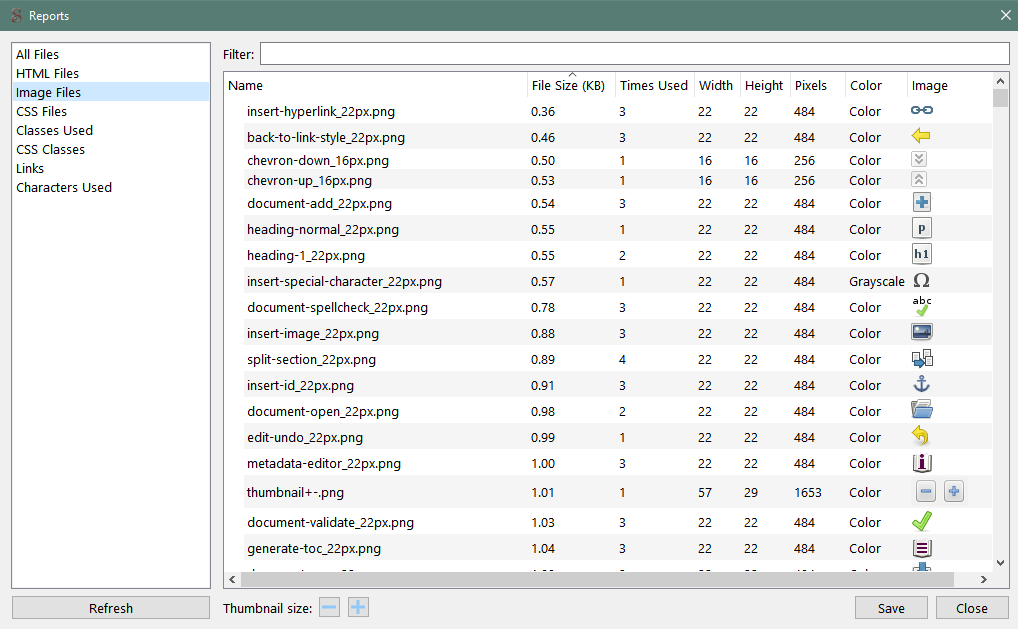 Reports
All Files
HTML Files
Image Files
CSS Files
Classes Used
CSS Classes
Links
Characters Used
Filter:
Name File Size (KB) Times Used Width Height Pixels Color Image
insert-hyperlink_22px.png 0.36 3 22 22 484 Color
back-to-link-style_22px.png 0.46 3 22 22 484 Color
chevron-down_16px.png 0.50 1 16 16 256 Color
chevron-up_16px.png 0.53 1 16 16 256 Color
document-add_22px.png 0.54 3 22 22 484 Color
heading-normal_22px.png 0.55 1 22 22 484 Color p
heading-1_22px.png 0.55 2 22 22 484 Color h1
insert-special-character_22px.png 0.57 1 22 22 484 Grayscale Ω
document-spellcheck_22px.png 0.78 3 22 22 484 Color abc
insert-image_22px.png 0.88 3 22 22 484 Color
split-section_22px.png 0.89 4 22 22 484 Color
insert-id_22px.png 0.91 3 22 22 484 Color
document-open_22px.png 0.98 2 22 22 484 Color
edit-undo_22px.png 0.99 1 22 22 484 Color
metadata-editor_22px.png 1.00 3 22 22 484 Color i
thumbnail+-.png 1.01 1 57 29 1653 Color
document-validate_22px.png 1.03 3 22 22 484 Color
generate-toc_22px.png 1.04 3 22 22 484 Color
Refresh
Thumbnail size:
Save
Close